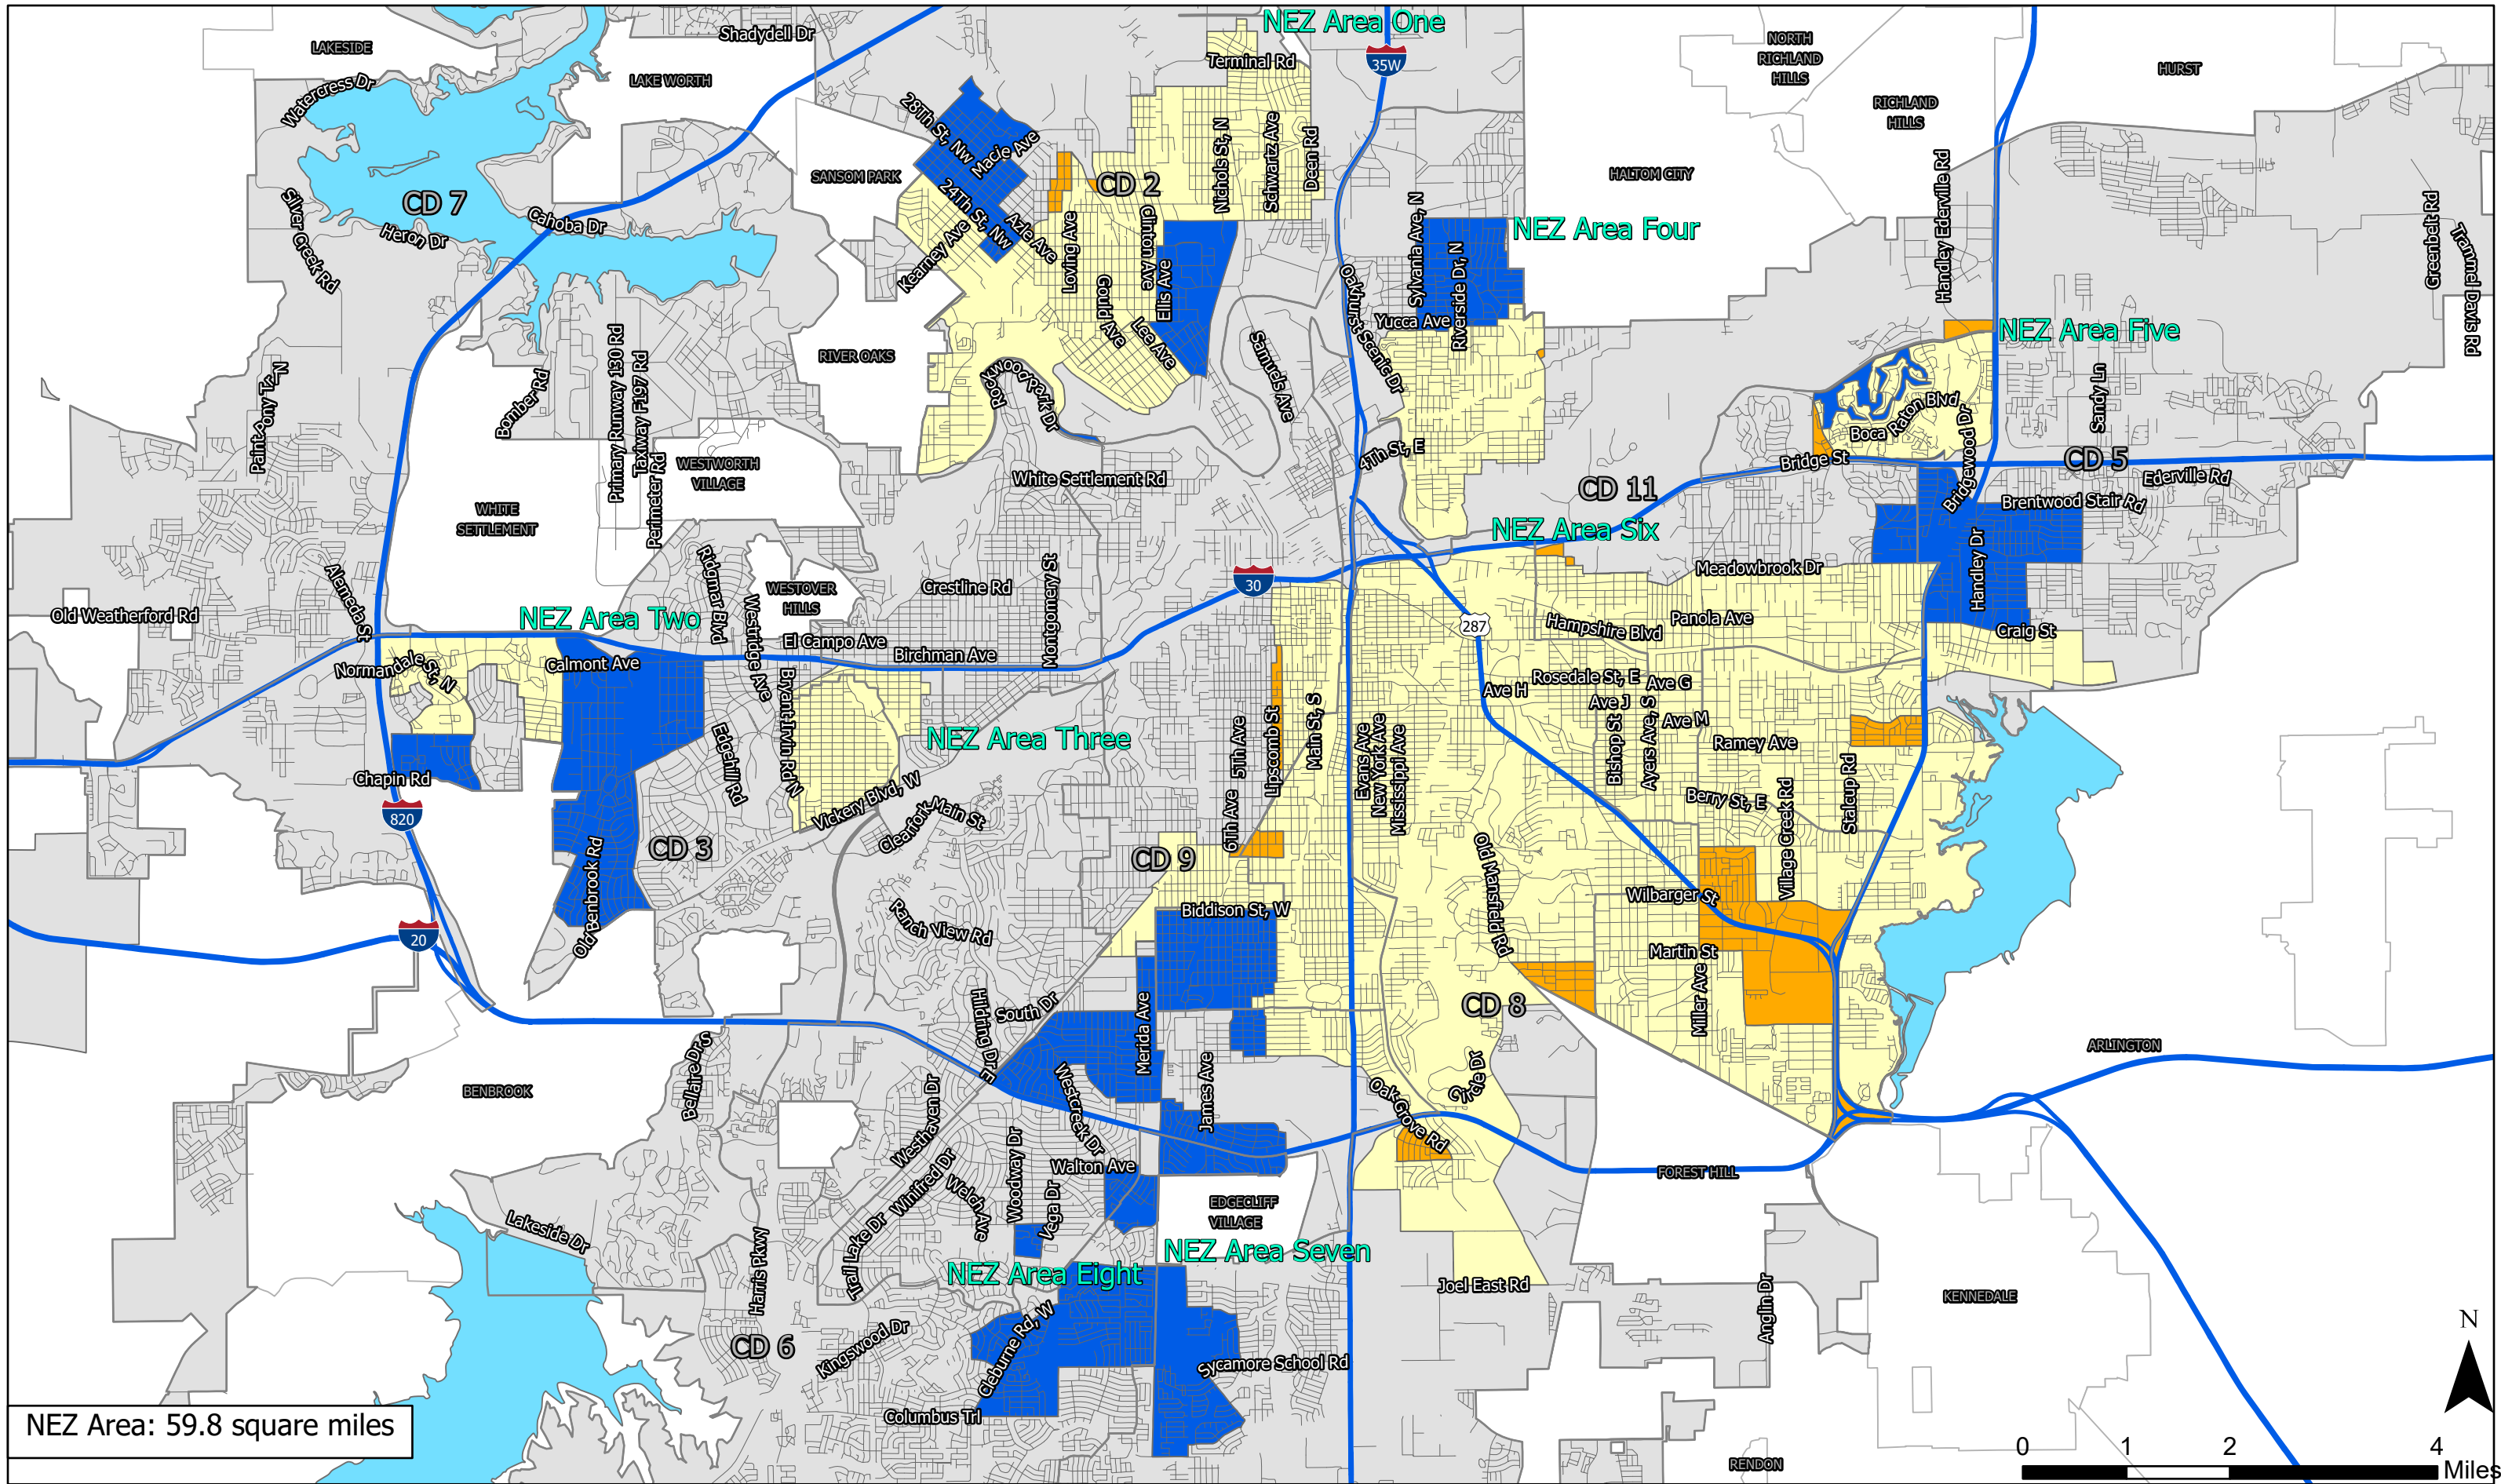 NEZ Area One
Shadydell Dr
LAKESIDE
LAKE WORTH
Terminal Rd
35W
NORTH
RICHLAND
HILLS
HURST
Watercress Dr
28Th St, Nw
Macie Ave
RICHLAND
HILLS
SANSOM PARK
CD 2
Nichols St, N
Schwartz Ave
Deen Rd
HALTOM CITY
CD 7
Silver Creek Rd
Heron Dr
Cahoba Dr
24Th St, Nw
Azle Ave
Kearney Ave
Loving Ave
Clinton Ave
Gould Ave
Ellis Ave
Lee Ave
Sylvania Ave, N
Riverside Dr, N
NEZ Area Four
Handley Ederville Rd
Greenbelt Rd
Trammel Davis Rd
Oakhurst Scenic Dr
Yucca Ave
NEZ Area Five
RIVER OAKS
Samuels Ave
Rockwood Park Dr
Paint Pony Tr, N
Bomber Rd
Primary Runway 130 Rd
Taxiway F197 Rd
Perimeter Rd
WESTWORTH
VILLAGE
Sandy Ln
Boca Raton Blvd
Bridgewood Dr
4Th St, E
Bridge St
CD 5
Ederville Rd
White Settlement Rd
CD 11
Brentwood Stair Rd
WHITE
SETTLEMENT
NEZ Area Six
Handley Dr
Ridgmar Blvd
Westridge Ave
WESTOVER
HILLS
Crestline Rd
Montgomery St
30
Meadowbrook Dr
Alameda St
Old Weatherford Rd
NEZ Area Two
El Campo Ave
Birchman Ave
287
Hampshire Blvd
Panola Ave
Craig St
Normandale St, N
Calmont Ave
Bryant Irvin Rd N
Rosedale St, E
Ave G
Ave H
Ave J
Ave M
Edgehill Rd
NEZ Area Three
5Th Ave
Lipscomb St
Main St, S
Evans Ave
New York Ave
Mississippi Ave
Bishop St
Ayers Ave, S
Ramey Ave
Chapin Rd
820
Vickery Blvd, W
Clearfork Main St
6Th Ave
Berry St, E
Village Creek Rd
Stalcup Rd
CD 3
CD 9
Old Benbrook Rd
Old Mansfield Rd
Wilbarger St
20
Ranch View Rd
Biddison St, W
Martin St
Hildring Dr E
South Dr
Merida Ave
CD 8
Miller Ave
ARLINGTON
BENBROOK
Bellaire Dr S
Westhaven Dr
Westcreek Dr
James Ave
Oak Grove Rd
Circle Dr
Winifred Dr
Welch Ave
Woodway Dr
Vega Dr
Walton Ave
FOREST HILL
EDGECLIFF
VILLAGE
Lakeside Dr
Trail Lake Dr
Harris Pkwy
NEZ Area Seven
NEZ Area Eight
Joel East Rd
Anglin Dr
KENNEDALE
CD 6
Kingswood Dr
Cleburne Rd, W
Sycamore School Rd
N
Columbus Trl
NEZ Area: 59.8 square miles
RENDON
0 1 2 4
Miles